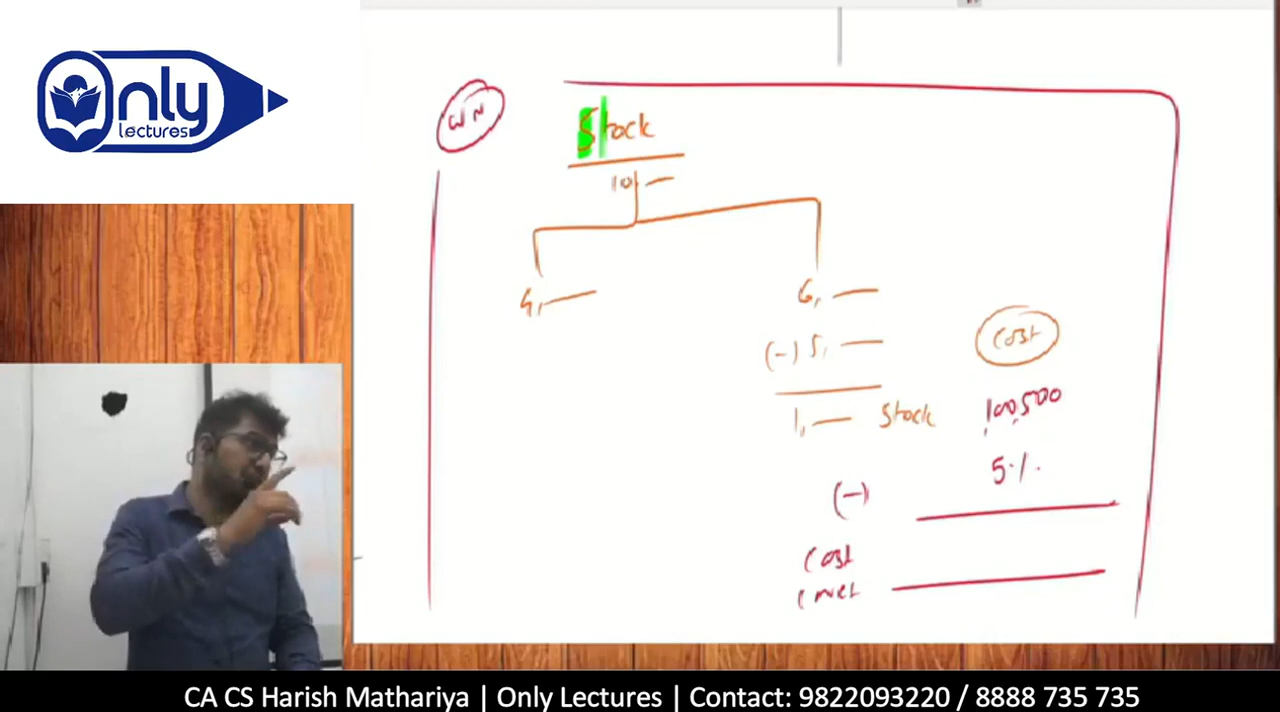 Only
lectures
WN
Stock
10,—
4,—
6,—
(-) 5,—
cost
1,— Stock
100,500
5%
(-)
Cost
(net
CA CS Harish Mathariya | Only Lectures | Contact: 9822093220 / 8888 735 735